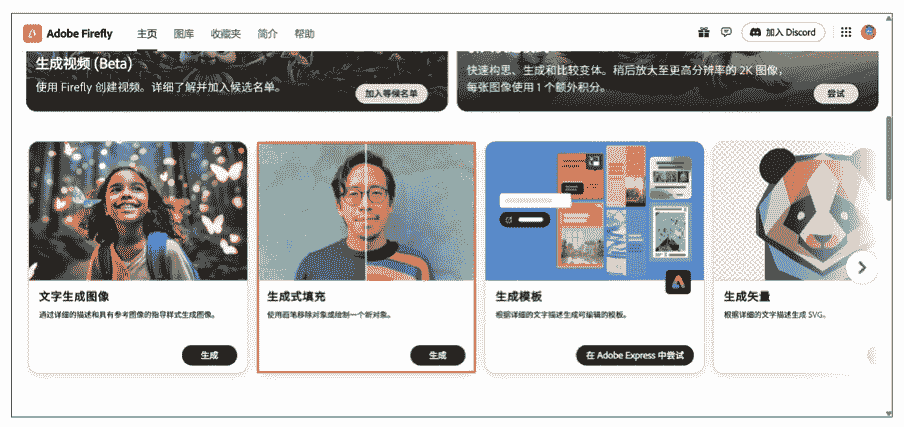 Adobe Firefly 主页 图库 收藏夹 简介 帮助 加入 Discord
生成视频 (Beta)
使用 Firefly 创建视频。详细了解并加入候选名单。
加入等候名单
快速构思、生成和比较变体。稍后放大至更高分辨率的 2K 图像，
每张图像使用 1 个额外积分。
尝试
文字生成图像
通过详细的描述和具有参考图像的指导样式生成图像。
生成
生成式填充
使用画笔移除对象或绘制一个新对象。
生成
生成模板
根据详细的文字描述生成可编辑的模板。
在 Adobe Express 中尝试
生成矢量
根据详细的文字描述生成 SVG。